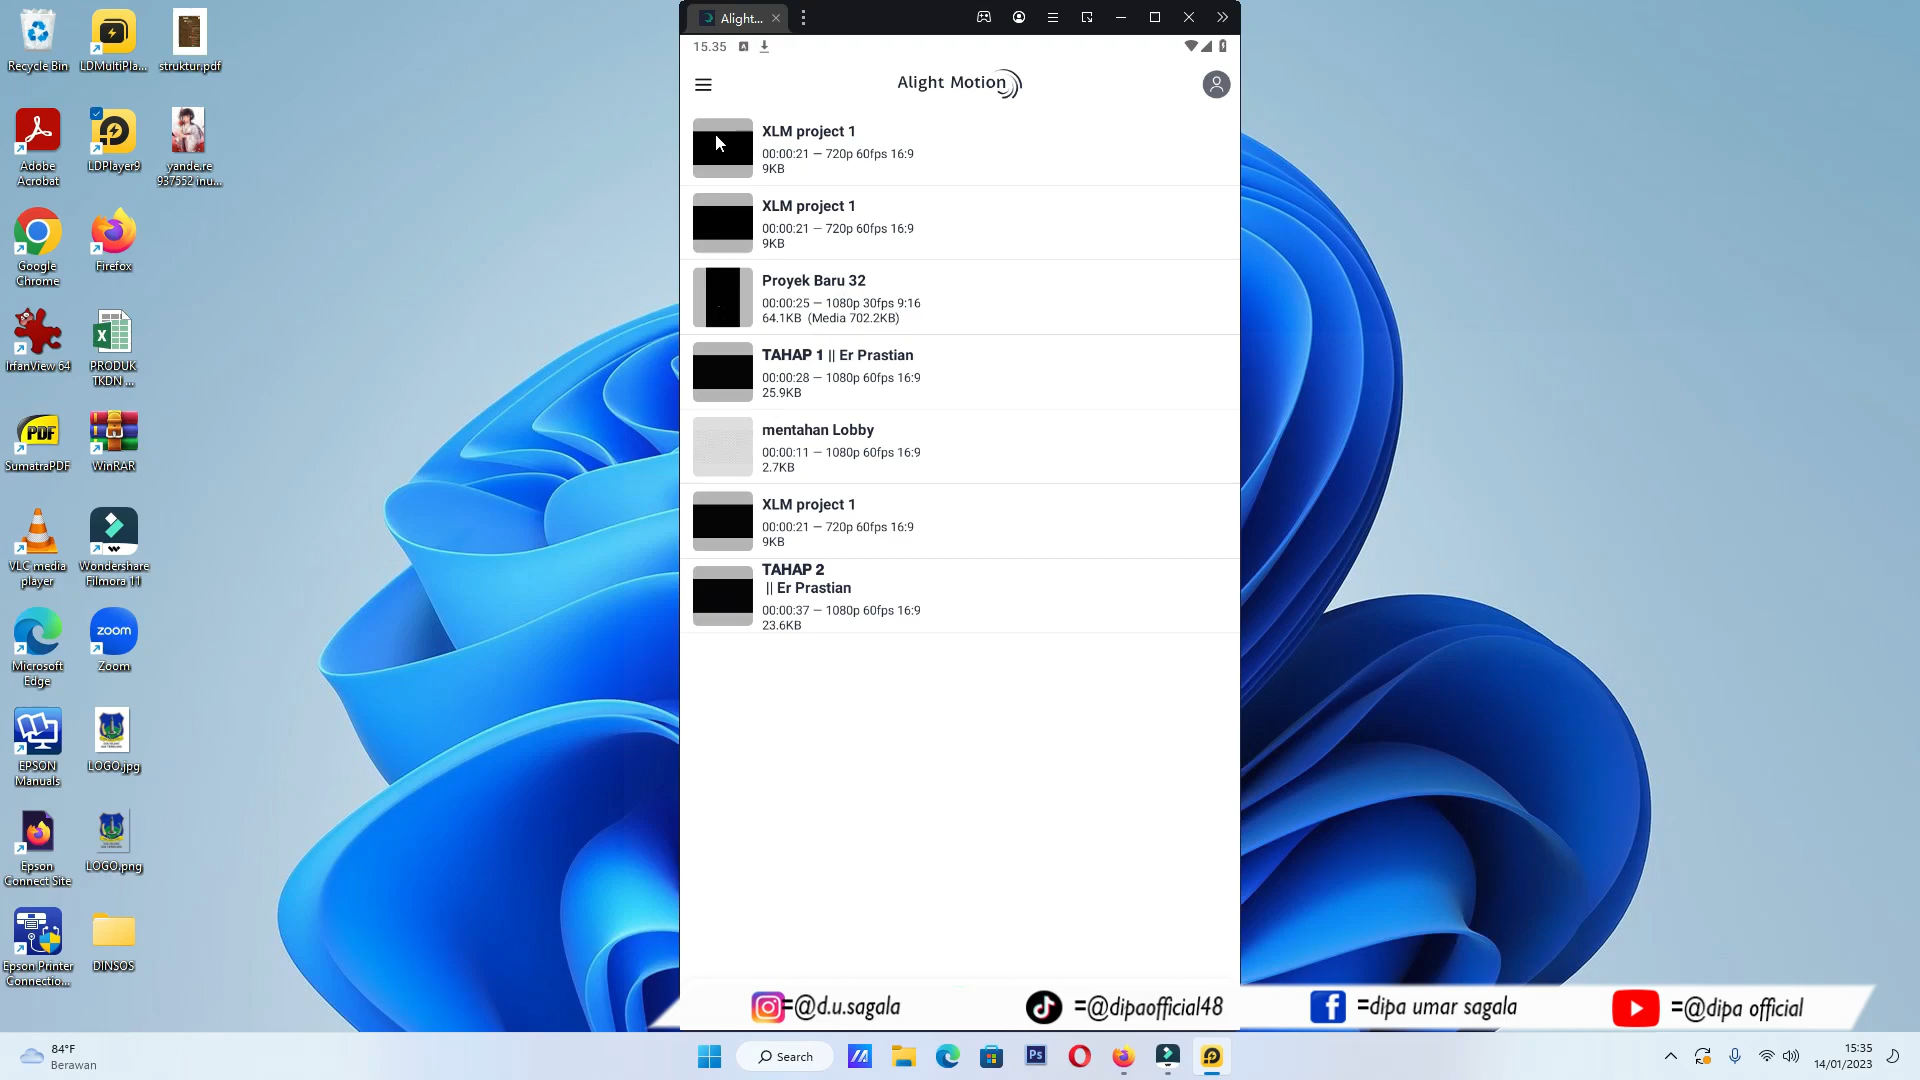 Recycle Bin
LDMultiPla...
struktur.pdf
Adobe
Acrobat
LDPlayer9
yande.re
937552 inu...
Google
Chrome
Firefox
IrfanView 64
PRODUK
TKDN ...
SumatraPDF
WinRAR
VLC media
player
Wondershare
Filmora 11
Microsoft
Edge
zoom
Zoom
EPSON
Manuals
LOGO.jpg
Epson
Connect Site
LOGO.png
Epson Printer
Connectio...
DINSOS
Alight...
15.35
Alight Motion
XLM project 1
00:00:21 — 720p 60fps 16:9
9KB
XLM project 1
00:00:21 — 720p 60fps 16:9
9KB
Proyek Baru 32
00:00:25 — 1080p 30fps 9:16
64.1KB (Media 702.2KB)
TAHAP 1 || Er Prastian
00:00:28 — 1080p 60fps 16:9
25.9KB
mentahan Lobby
00:00:11 — 1080p 60fps 16:9
2.7KB
XLM project 1
00:00:21 — 720p 60fps 16:9
9KB
TAHAP 2
|| Er Prastian
00:00:37 — 1080p 60fps 16:9
23.6KB
=@d.u.sagala
=@dipaofficial48
=dipa umar sagala
=@dipa official
84°F
Berawan
Search
Ps
15:35
14/01/2023